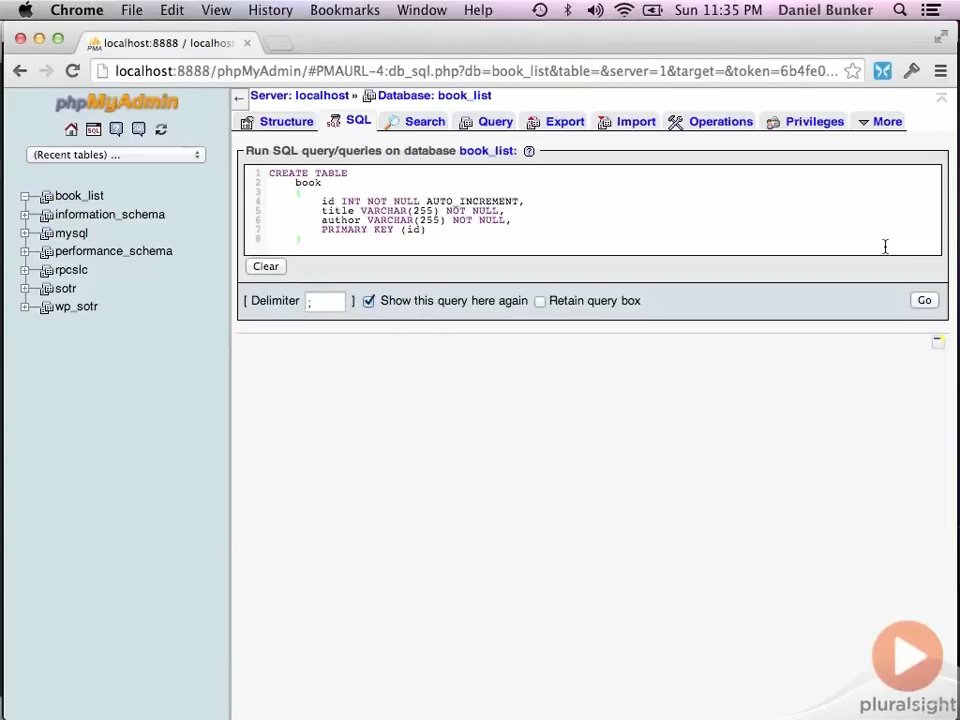 Chrome File Edit View History Bookmarks Window Help Sun 11:35 PM Daniel Bunker
PMA localhost:8888 / localhos ×
localhost:8888/phpMyAdmin/#PMAURL-4:db_sql.php?db=book_list&table=&server=1&target=&token=6b4fe0...
phpMyAdmin
SQL
(Recent tables) ...
book_list
information_schema
mysql
performance_schema
rpcslc
sotr
wp_sotr
Server: localhost » Database: book_list
Structure SQL Search Query Export Import Operations Privileges More
Run SQL query/queries on database book_list:
1 CREATE TABLE
2 book
3 (
4 id INT NOT NULL AUTO_INCREMENT,
5 title VARCHAR(255) NOT NULL,
6 author VARCHAR(255) NOT NULL,
7 PRIMARY KEY (id)
8 )
Clear
[ Delimiter ; ] Show this query here again Retain query box Go
pluralsight